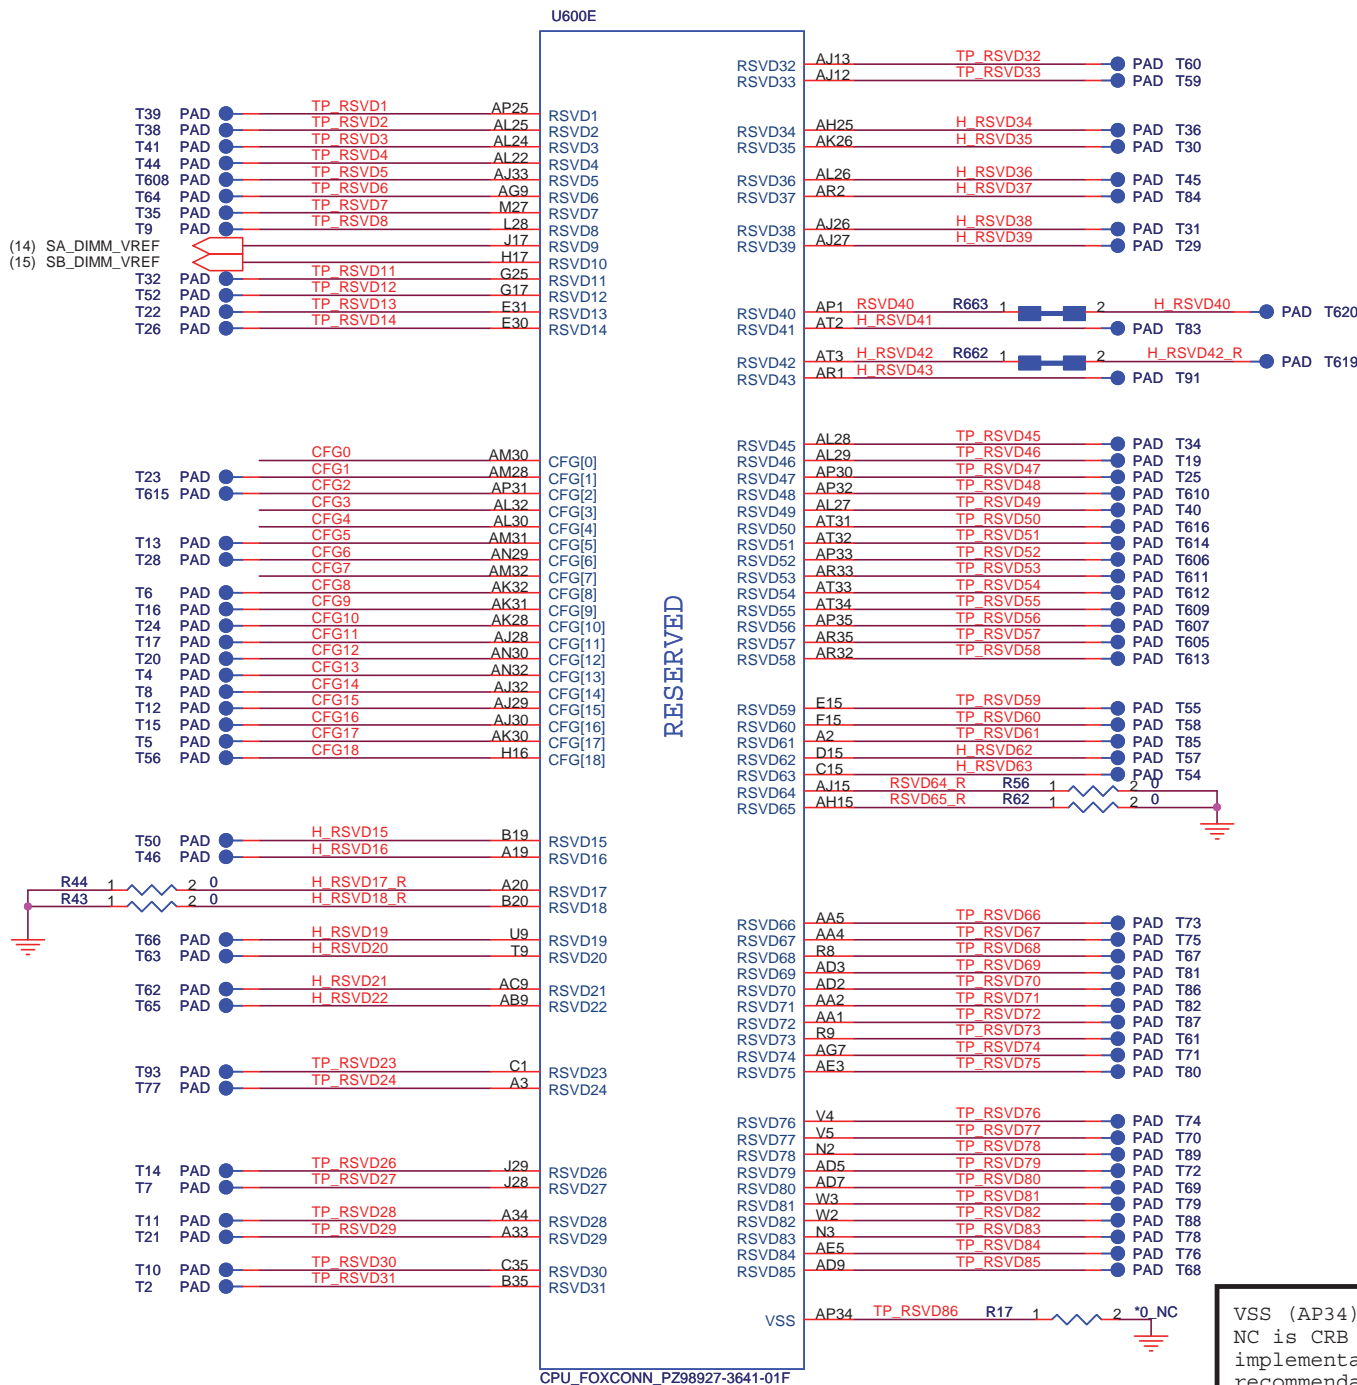 U600E
T39 PAD TP_RSVD1 AP25 RSVD1
T38 PAD TP_RSVD2 AL25 RSVD2
T41 PAD TP_RSVD3 AL24 RSVD3
T44 PAD TP_RSVD4 AL22 RSVD4
T608 PAD TP_RSVD5 AJ33 RSVD5
T64 PAD TP_RSVD6 AG9 RSVD6
T35 PAD TP_RSVD7 M27 RSVD7
T9 PAD TP_RSVD8 L28 RSVD8
(14) SA_DIMM_VREF J17 RSVD9
(15) SB_DIMM_VREF H17 RSVD10
T32 PAD TP_RSVD11 G25 RSVD11
T52 PAD TP_RSVD12 G17 RSVD12
T22 PAD TP_RSVD13 E31 RSVD13
T26 PAD TP_RSVD14 E30 RSVD14
CFG0 AM30 CFG[0]
T23 PAD CFG1 AM28 CFG[1]
T615 PAD CFG2 AP31 CFG[2]
CFG3 AL32 CFG[3]
CFG4 AL30 CFG[4]
T13 PAD CFG5 AM31 CFG[5]
T28 PAD CFG6 AN29 CFG[6]
CFG7 AM32 CFG[7]
T6 PAD CFG8 AK32 CFG[8]
T16 PAD CFG9 AK31 CFG[9]
T24 PAD CFG10 AK28 CFG[10]
T17 PAD CFG11 AJ28 CFG[11]
T20 PAD CFG12 AN30 CFG[12]
T4 PAD CFG13 AN32 CFG[13]
T8 PAD CFG14 AJ32 CFG[14]
T12 PAD CFG15 AJ29 CFG[15]
T15 PAD CFG16 AJ30 CFG[16]
T5 PAD CFG17 AK30 CFG[17]
T56 PAD CFG18 H16 CFG[18]
T50 PAD H_RSVD15 B19 RSVD15
T46 PAD H_RSVD16 A19 RSVD16
R44 1 2 0 H_RSVD17_R A20 RSVD17
R43 1 2 0 H_RSVD18_R B20 RSVD18
T66 PAD H_RSVD19 U9 RSVD19
T63 PAD H_RSVD20 T9 RSVD20
T62 PAD H_RSVD21 AC9 RSVD21
T65 PAD H_RSVD22 AB9 RSVD22
T93 PAD TP_RSVD23 C1 RSVD23
T77 PAD TP_RSVD24 A3 RSVD24
T14 PAD TP_RSVD26 J29 RSVD26
T7 PAD TP_RSVD27 J28 RSVD27
T11 PAD TP_RSVD28 A34 RSVD28
T21 PAD TP_RSVD29 A33 RSVD29
T10 PAD TP_RSVD30 C35 RSVD30
T2 PAD TP_RSVD31 B35 RSVD31
RESERVED
RSVD32 AJ13 TP_RSVD32 PAD T60
RSVD33 AJ12 TP_RSVD33 PAD T59
RSVD34 AH25 H_RSVD34 PAD T36
RSVD35 AK26 H_RSVD35 PAD T30
RSVD36 AL26 H_RSVD36 PAD T45
RSVD37 AR2 H_RSVD37 PAD T84
RSVD38 AJ26 H_RSVD38 PAD T31
RSVD39 AJ27 H_RSVD39 PAD T29
RSVD40 AP1 RSVD40 R663 1 2 H_RSVD40 PAD T620
RSVD41 AT2 H_RSVD41 PAD T83
RSVD42 AT3 H_RSVD42 R662 1 2 H_RSVD42_R PAD T619
RSVD43 AR1 H_RSVD43 PAD T91
RSVD45 AL28 TP_RSVD45 PAD T34
RSVD46 AL29 TP_RSVD46 PAD T19
RSVD47 AP30 TP_RSVD47 PAD T25
RSVD48 AP32 TP_RSVD48 PAD T610
RSVD49 AL27 TP_RSVD49 PAD T40
RSVD50 AT31 TP_RSVD50 PAD T616
RSVD51 AT32 TP_RSVD51 PAD T614
RSVD52 AP33 TP_RSVD52 PAD T606
RSVD53 AR33 TP_RSVD53 PAD T611
RSVD54 AT33 TP_RSVD54 PAD T612
RSVD55 AT34 TP_RSVD55 PAD T609
RSVD56 AP35 TP_RSVD56 PAD T607
RSVD57 AR35 TP_RSVD57 PAD T605
RSVD58 AR32 TP_RSVD58 PAD T613
RSVD59 E15 TP_RSVD59 PAD T55
RSVD60 F15 TP_RSVD60 PAD T58
RSVD61 A2 TP_RSVD61 PAD T85
RSVD62 D15 H_RSVD62 PAD T57
RSVD63 C15 H_RSVD63 PAD T54
RSVD64 AJ15 RSVD64_R R56 1 2 0
RSVD65 AH15 RSVD65_R R62 1 2 0
RSVD66 AA5 TP_RSVD66 PAD T73
RSVD67 AA4 TP_RSVD67 PAD T75
RSVD68 R8 TP_RSVD68 PAD T67
RSVD69 AD3 TP_RSVD69 PAD T81
RSVD70 AD2 TP_RSVD70 PAD T86
RSVD71 AA2 TP_RSVD71 PAD T82
RSVD72 AA1 TP_RSVD72 PAD T87
RSVD73 R9 TP_RSVD73 PAD T61
RSVD74 AG7 TP_RSVD74 PAD T71
RSVD75 AE3 TP_RSVD75 PAD T80
RSVD76 V4 TP_RSVD76 PAD T74
RSVD77 V5 TP_RSVD77 PAD T70
RSVD78 N2 TP_RSVD78 PAD T89
RSVD79 AD5 TP_RSVD79 PAD T72
RSVD80 AD7 TP_RSVD80 PAD T69
RSVD81 W3 TP_RSVD81 PAD T79
RSVD82 W2 TP_RSVD82 PAD T88
RSVD83 N3 TP_RSVD83 PAD T78
RSVD84 AE5 TP_RSVD84 PAD T76
RSVD85 AD9 TP_RSVD85 PAD T68
VSS AP34 TP_RSVD86 R17 1 2 *0_NC
CPU_FOXCONN_PZ98927-3641-01F
VSS (AP34)
NC is CRB
implementa
recommenda